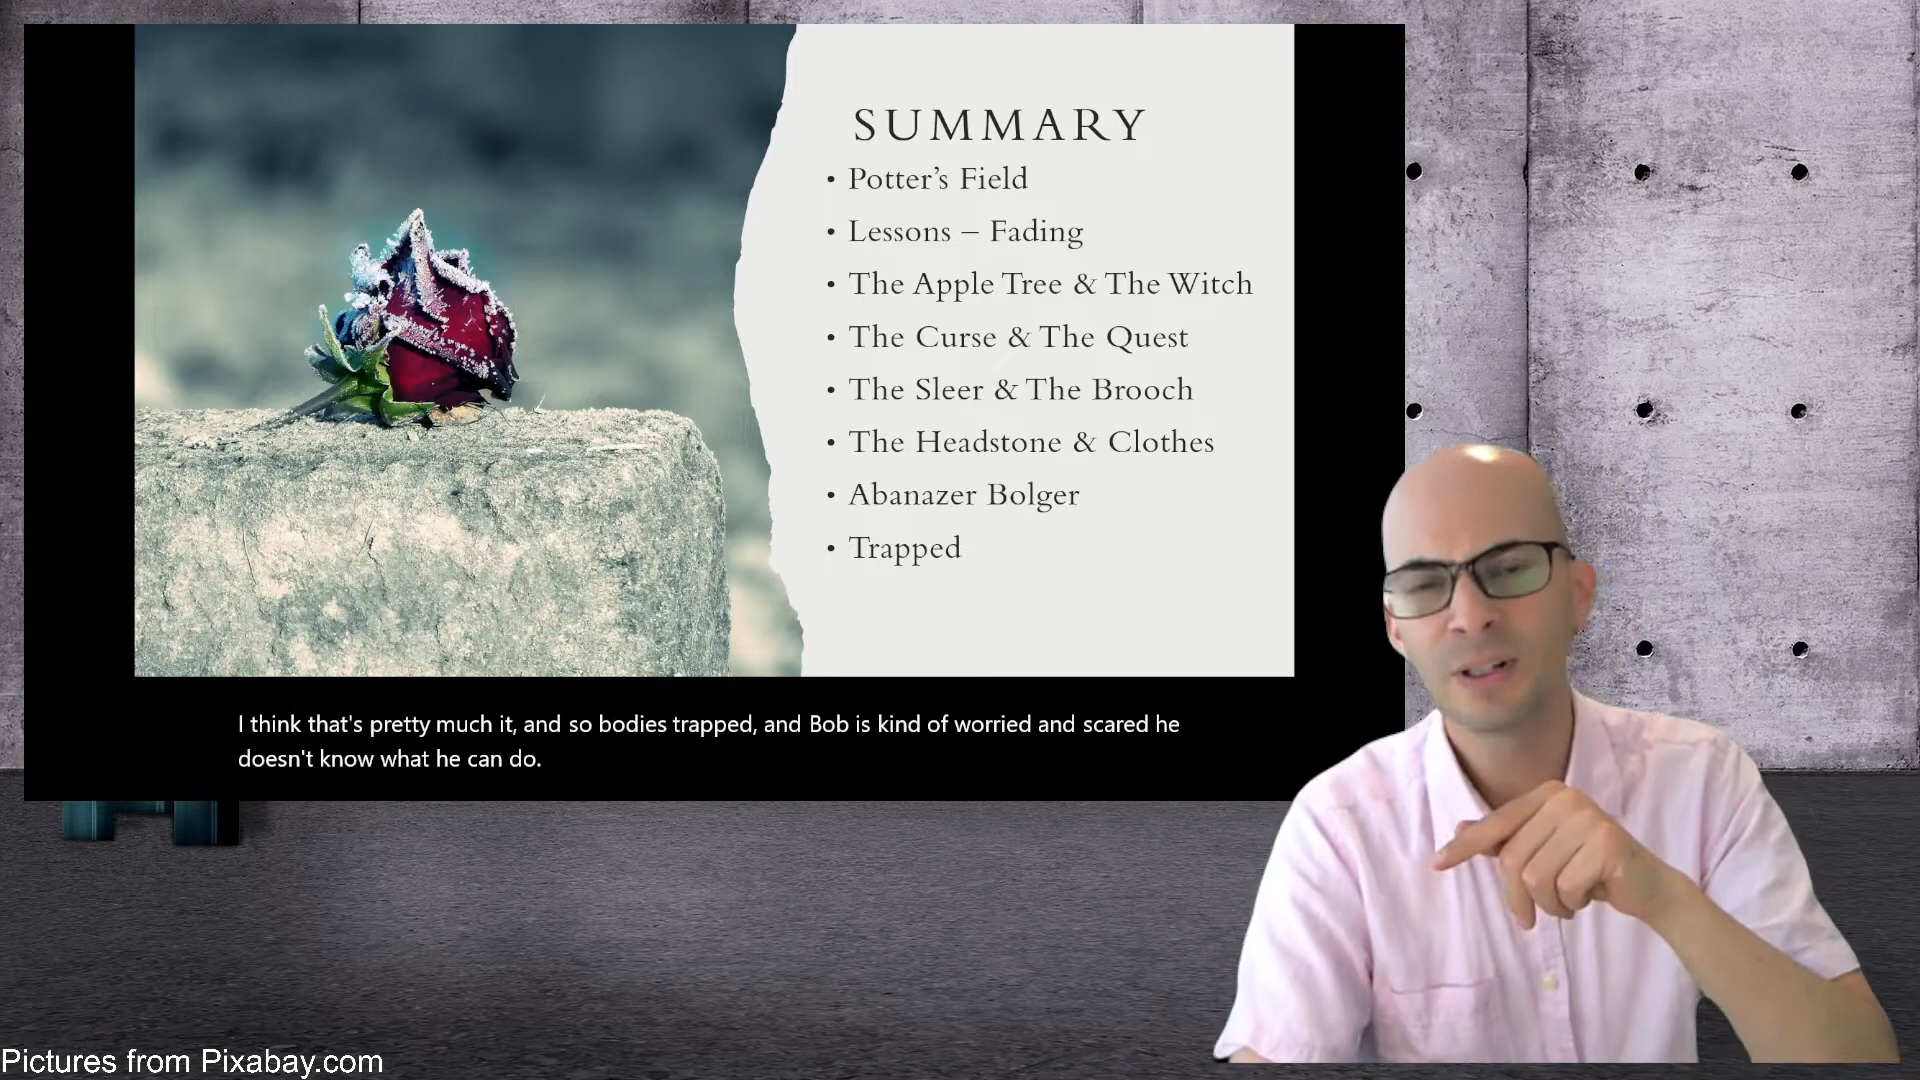 SUMMARY
• Potter’s Field
• Lessons – Fading
• The Apple Tree & The Witch
• The Curse & The Quest
• The Sleer & The Brooch
• The Headstone & Clothes
• Abanazer Bolger
• Trapped
I think that's pretty much it, and so bodies trapped, and Bob is kind of worried and scared he
doesn't know what he can do.
Pictures from Pixabay.com